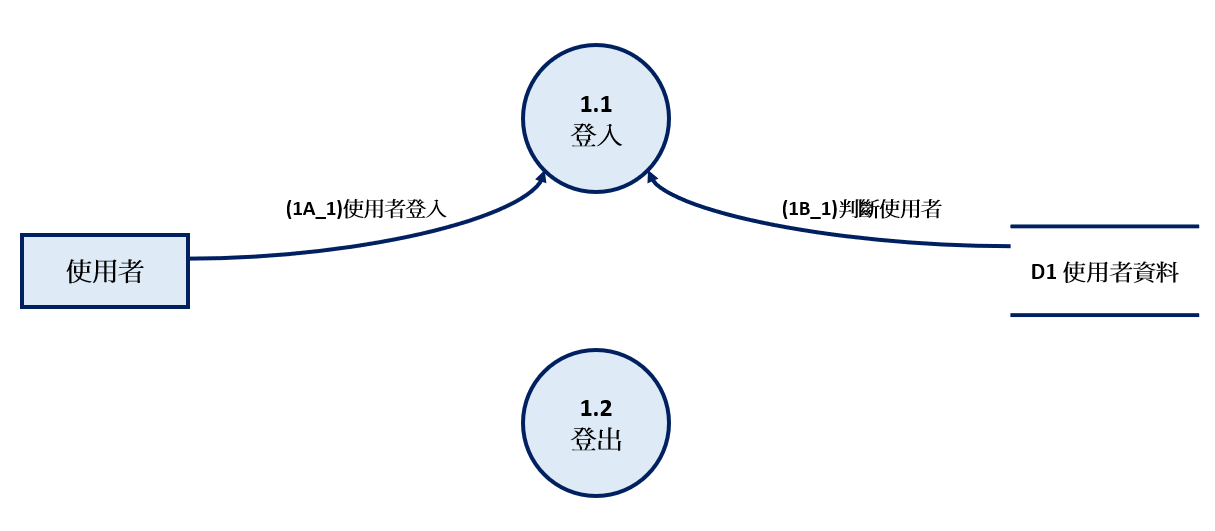 1.1
登入
(1A_1)使用者登入
(1B_1)判斷使用者
使用者
D1 使用者資料
1.2
登出